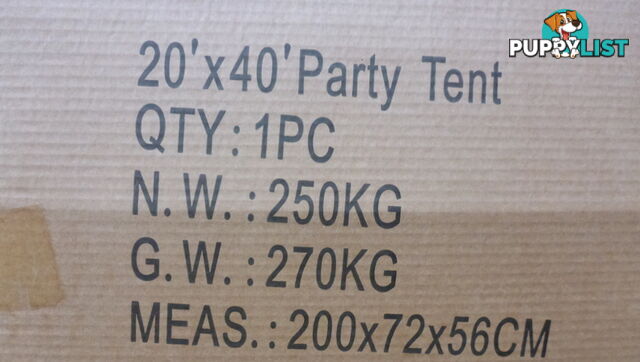 PUPPYLIST
20'x40'Party Tent
QTY: 1PC
N.W.: 250KG
G.W.: 270KG
MEAS.: 200x72x56CM